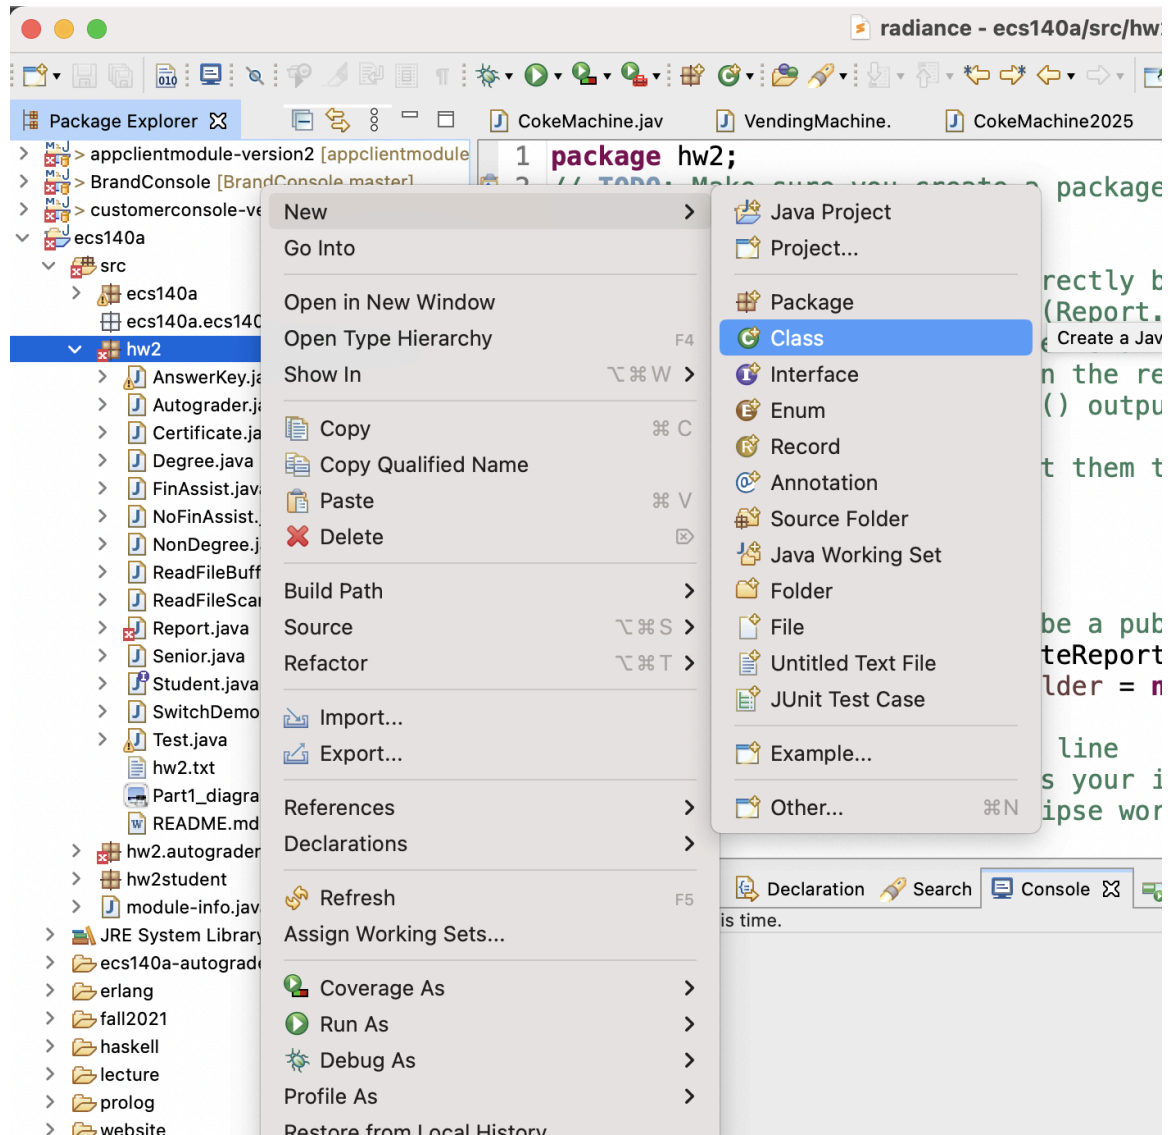 radiance - ecs140a/src/hw
Package Explorer
CokeMachine.jav
VendingMachine.
CokeMachine2025
> appclientmodule-version2 [appclientmodule
> BrandConsole [BrandConsole master]
> customerconsole-ve
ecs140a
src
ecs140a
ecs140a.ecs140
hw2
AnswerKey.ja
Autograder.ja
Certificate.ja
Degree.java
FinAssist.java
NoFinAssist.
NonDegree.j
ReadFileBuff
ReadFileSca
Report.java
Senior.java
Student.java
SwitchDemo
Test.java
hw2.txt
Part1_diagra
README.md
hw2.autograder
hw2student
module-info.jav
JRE System Library
ecs140a-autograde
erlang
fall2021
haskell
lecture
prolog
website
New
Go Into
Open in New Window
Open Type Hierarchy F4
Show In ⌥⌘W
Copy ⌘C
Copy Qualified Name
Paste ⌘V
Delete ⌦
Build Path
Source ⌥⌘S
Refactor ⌥⌘T
Import...
Export...
References
Declarations
Refresh F5
Assign Working Sets...
Coverage As
Run As
Debug As
Profile As
Restore from Local History
Java Project
Project...
Package
Class
Interface
Enum
Record
Annotation
Source Folder
Java Working Set
Folder
File
Untitled Text File
JUnit Test Case
Example...
Other... ⌘N
Create a Jav
1 package hw2;
2 // TODO: Make sure you create a package
rectly b
(Report.
n the re
() outpu
t them t
be a pub
teReport
lder = n
line
s your i
ipse wor
Declaration
Search
Console
is time.